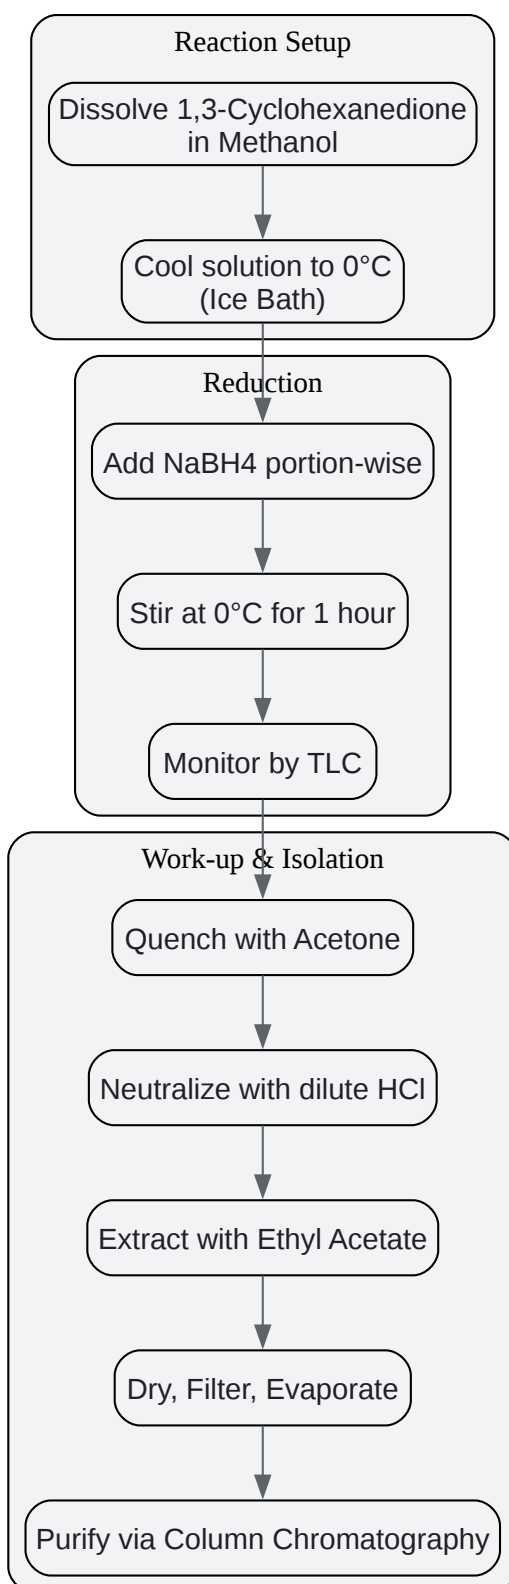 Reaction Setup
Dissolve 1,3-Cyclohexanedione
in Methanol
Cool solution to 0°C
(Ice Bath)
Reduction
Add NaBH4 portion-wise
Stir at 0°C for 1 hour
Monitor by TLC
Work-up & Isolation
Quench with Acetone
Neutralize with dilute HCl
Extract with Ethyl Acetate
Dry, Filter, Evaporate
Purify via Column Chromatography